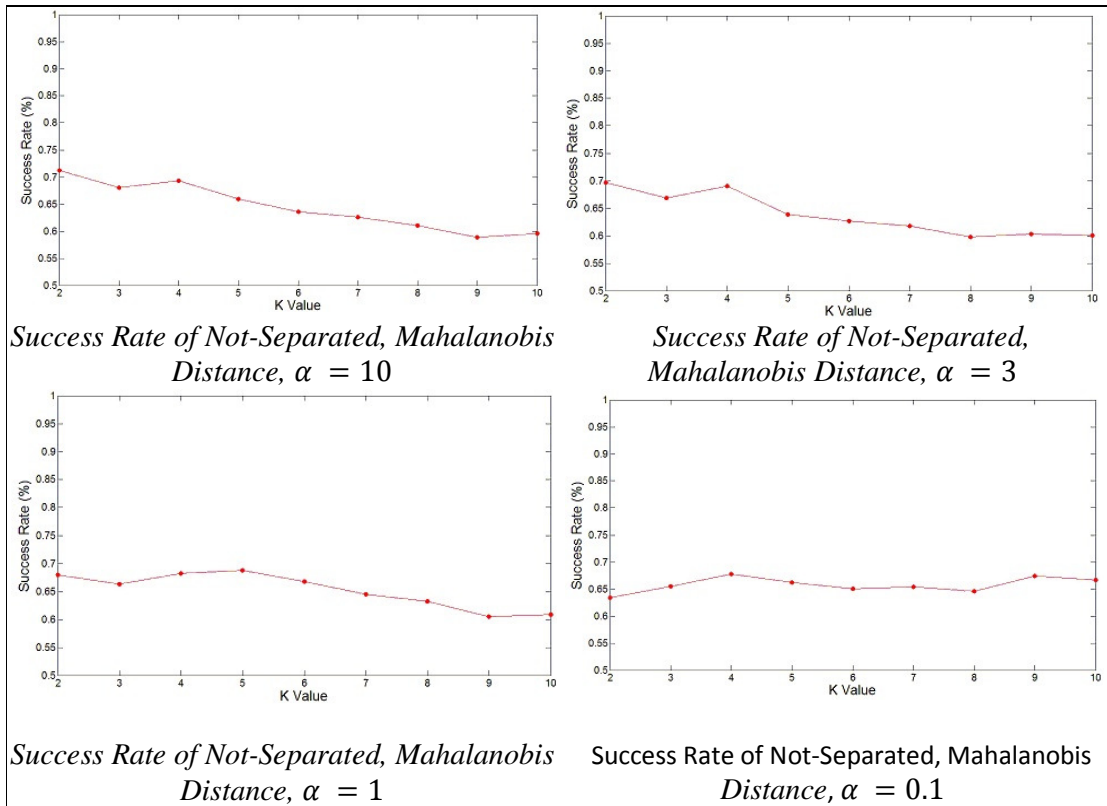 1
0.95
0.9
0.85
0.8
0.75
0.7
0.65
0.6
0.55
0.5
Success Rate (%)
2 3 4 5 6 7 8 9 10
K Value
Success Rate of Not-Separated, Mahalanobis
Distance, α = 10
1
0.95
0.9
0.85
0.8
0.75
0.7
0.65
0.6
0.55
0.5
Success Rate (%)
2 3 4 5 6 7 8 9 10
K Value
Success Rate of Not-Separated,
Mahalanobis Distance, α = 3
1
0.95
0.9
0.85
0.8
0.75
0.7
0.65
0.6
0.55
0.5
Success Rate (%)
2 3 4 5 6 7 8 9 10
K Value
Success Rate of Not-Separated, Mahalanobis
Distance, α = 1
1
0.95
0.9
0.85
0.8
0.75
0.7
0.65
0.6
0.55
0.5
Success Rate (%)
2 3 4 5 6 7 8 9 10
K Value
Success Rate of Not-Separated, Mahalanobis
Distance, α = 0.1